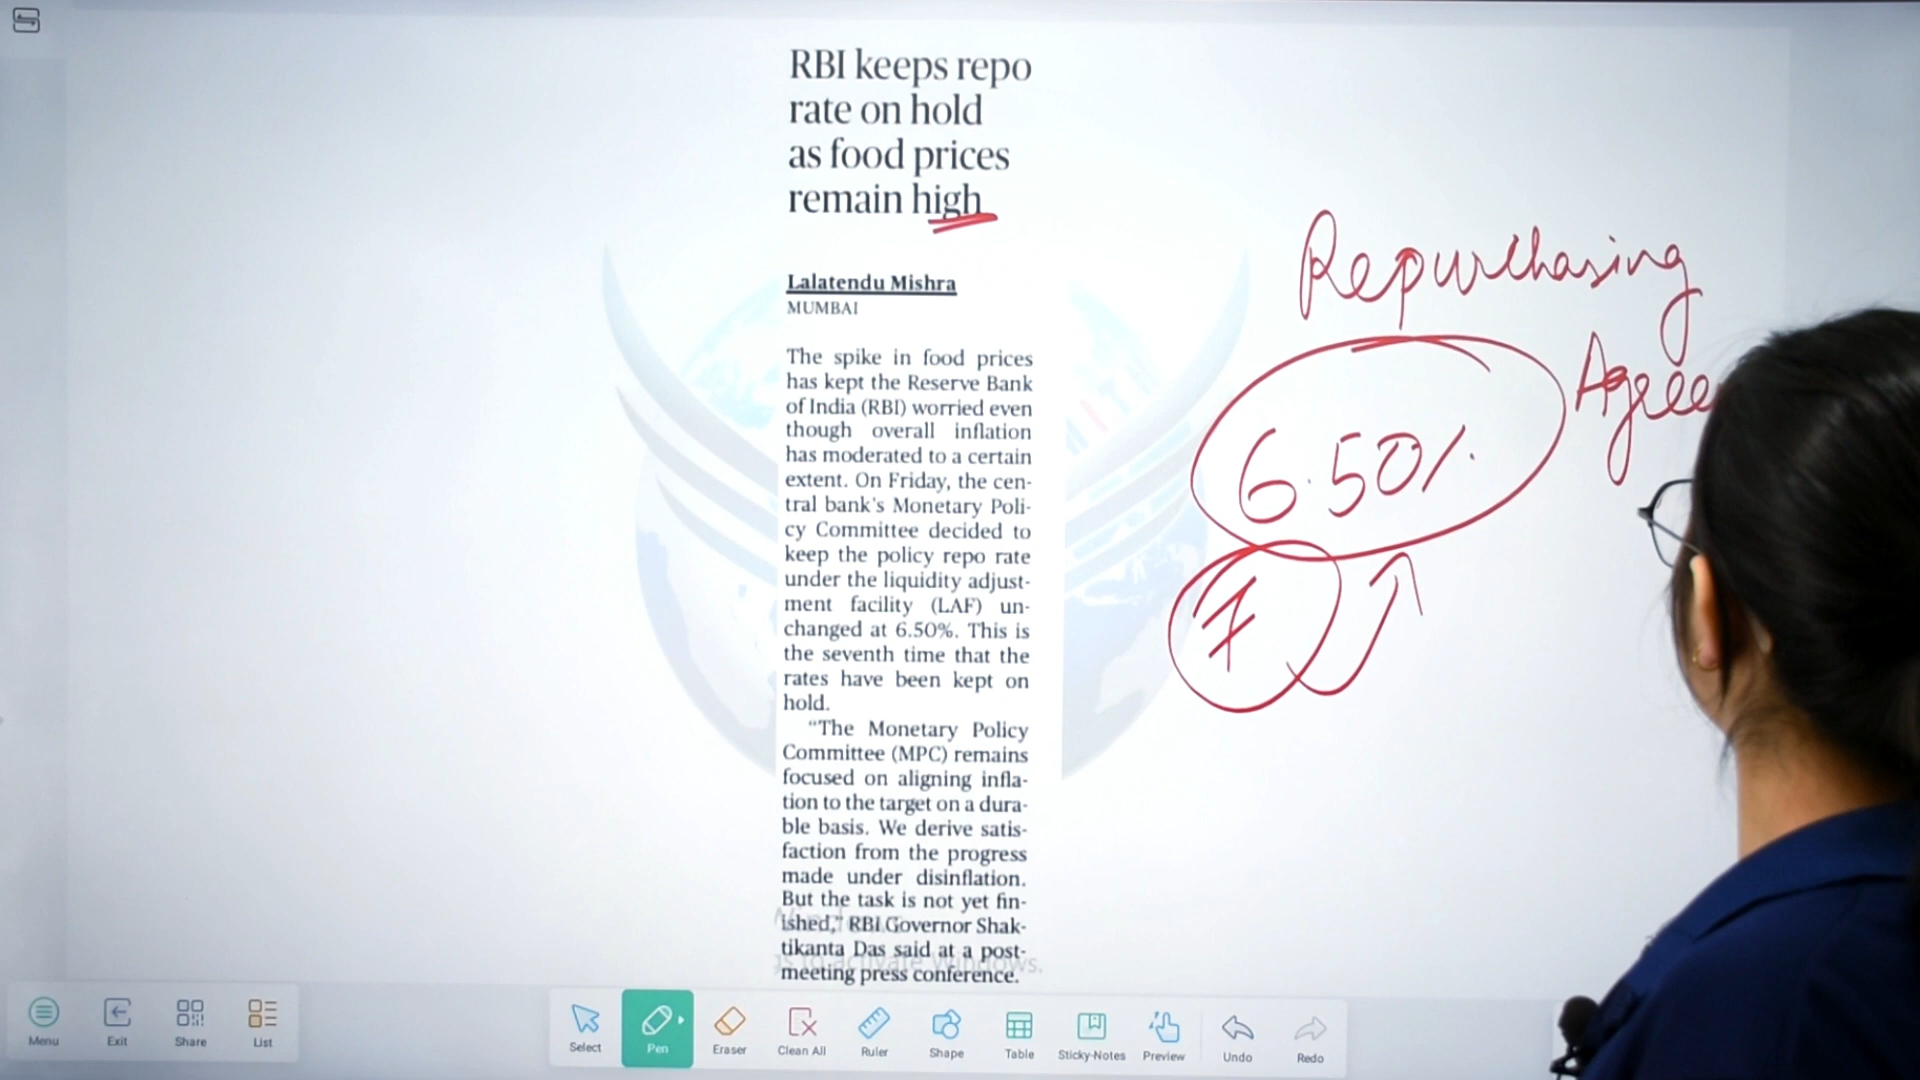 RBI keeps repo
rate on hold
as food prices
remain high
Lalatendu Mishra
MUMBAI
The spike in food prices
has kept the Reserve Bank
of India (RBI) worried even
though overall inflation
has moderated to a certain
extent. On Friday, the cen-
tral bank's Monetary Poli-
cy Committee decided to
keep the policy repo rate
under the liquidity adjust-
ment facility (LAF) un-
changed at 6.50%. This is
the seventh time that the
rates have been kept on
hold.
“The Monetary Policy
Committee (MPC) remains
focused on aligning infla-
tion to the target on a dura-
ble basis. We derive satis-
faction from the progress
made under disinflation.
But the task is not yet fin-
ished,” RBI Governor Shak-
tikanta Das said at a post-
meeting press conference.
Repurchasing
Agree
6.50%
7
Menu
Exit
Share
List
Select
Pen
Eraser
Clean All
Ruler
Shape
Table
Sticky-Notes
Preview
Undo
Redo